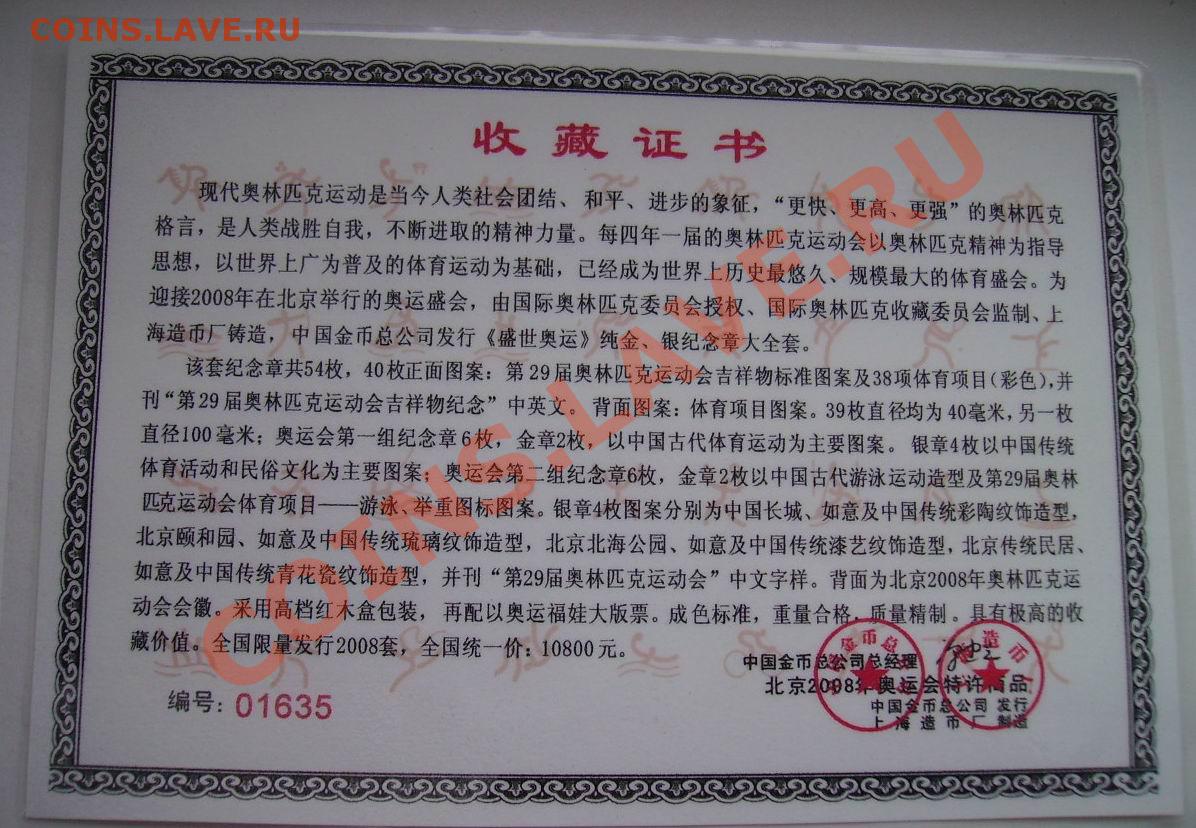 COINS.LAVE.RU
收藏证书
现代奥林匹克运动是当今人类社会团结、和平、进步的象征，“更快、更高、更强”的奥林匹克
格言，是人类战胜自我，不断进取的精神力量。每四年一届的奥林匹克运动会以奥林匹克精神为指导
思想，以世界上广为普及的体育运动为基础，已经成为世界上历史最悠久、规模最大的体育盛会。为
迎接2008年在北京举行的奥运盛会，由国际奥林匹克委员会授权、国际奥林匹克收藏委员会监制、上
海造币厂铸造，中国金币总公司发行《盛世奥运》纯金、银纪念章大全套。
该套纪念章共54枚，40枚正面图案：第29届奥林匹克运动会吉祥物标准图案及38项体育项目(彩色)，并
刊“第29届奥林匹克运动会吉祥物纪念”中英文。背面图案：体育项目图案。39枚直径均为40毫米，另一枚
直径100毫米；奥运会第一组纪念章6枚，金章2枚，以中国古代体育运动为主要图案。银章4枚以中国传统
体育活动和民俗文化为主要图案；奥运会第二组纪念章6枚，金章2枚以中国古代游泳运动造型及第29届奥林
匹克运动会体育项目——游泳、举重图标图案。银章4枚图案分别为中国长城、如意及中国传统彩陶纹饰造型，
北京颐和园、如意及中国传统琉璃纹饰造型，北京北海公园、如意及中国传统漆艺纹饰造型，北京传统民居、
如意及中国传统青花瓷纹饰造型，并刊“第29届奥林匹克运动会”中文字样。背面为北京2008年奥林匹克运
动会会徽。采用高档红木盒包装，再配以奥运福娃大版票。成色标准，重量合格，质量精制。具有极高的收
藏价值。全国限量发行2008套，全国统一价：10800元。
中国金币总公司总经理
北京2008年奥运会特许商品
中国金币总公司 发行
上海造币厂 制造
编号：01635
COINS.LAVE.RU